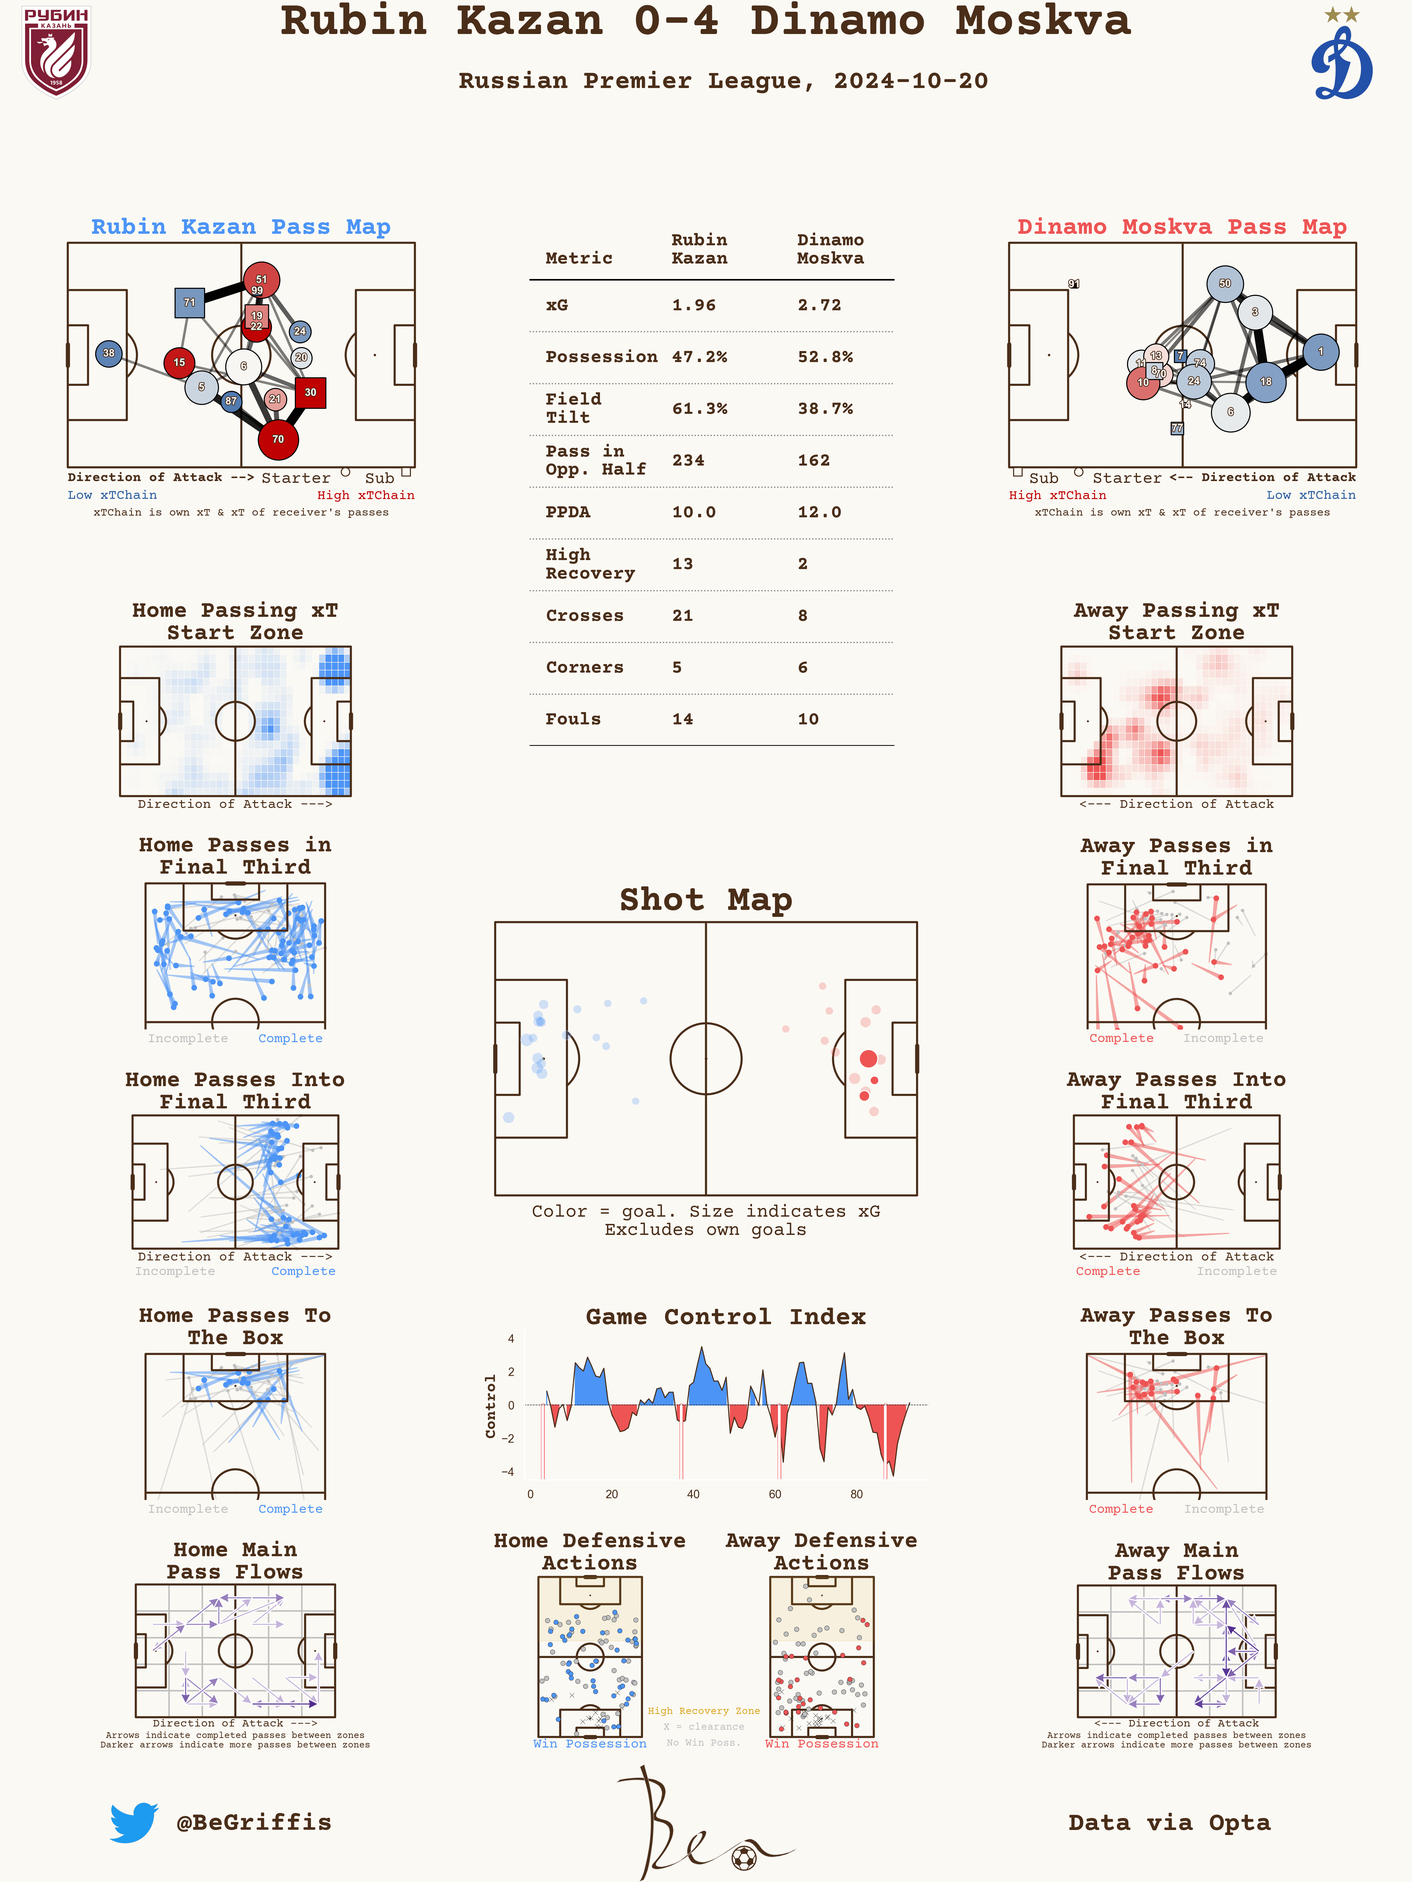 Rubin Kazan 0-4 Dinamo Moskva
Russian Premier League, 2024-10-20
РУБИН
КАЗАНЬ
1958
Rubin Kazan Pass Map
51
99
71
19
22
24
38
15
20
6
5
30
87
21
70
Direction of Attack --> Starter Sub
Low xTChain High xTChain
xTChain is own xT & xT of receiver's passes
Metric Rubin Kazan Dinamo Moskva
xG 1.96 2.72
Possession 47.2% 52.8%
Field Tilt 61.3% 38.7%
Pass in Opp. Half 234 162
PPDA 10.0 12.0
High Recovery 13 2
Crosses 21 8
Corners 5 6
Fouls 14 10
Dinamo Moskva Pass Map
91
50
3
13
7
1
11
74
8
70
10
24
18
14
6
77
Sub Starter <-- Direction of Attack
High xTChain Low xTChain
xTChain is own xT & xT of receiver's passes
Home Passing xT
Start Zone
Direction of Attack --->
Away Passing xT
Start Zone
<--- Direction of Attack
Home Passes in
Final Third
Incomplete Complete
Away Passes in
Final Third
Complete Incomplete
Shot Map
Color = goal. Size indicates xG
Excludes own goals
Home Passes Into
Final Third
Direction of Attack --->
Incomplete Complete
Away Passes Into
Final Third
<--- Direction of Attack
Complete Incomplete
Home Passes To
The Box
Incomplete Complete
Game Control Index
Control
4
2
0
−2
−4
0 20 40 60 80
Away Passes To
The Box
Complete Incomplete
Home Main
Pass Flows
Direction of Attack --->
Arrows indicate completed passes between zones
Darker arrows indicate more passes between zones
Home Defensive
Actions
Win Possession
Away Defensive
Actions
Win Possession
High Recovery Zone
X = clearance
No Win Poss.
Away Main
Pass Flows
<--- Direction of Attack
Arrows indicate completed passes between zones
Darker arrows indicate more passes between zones
@BeGriffis
Ben
Data via Opta